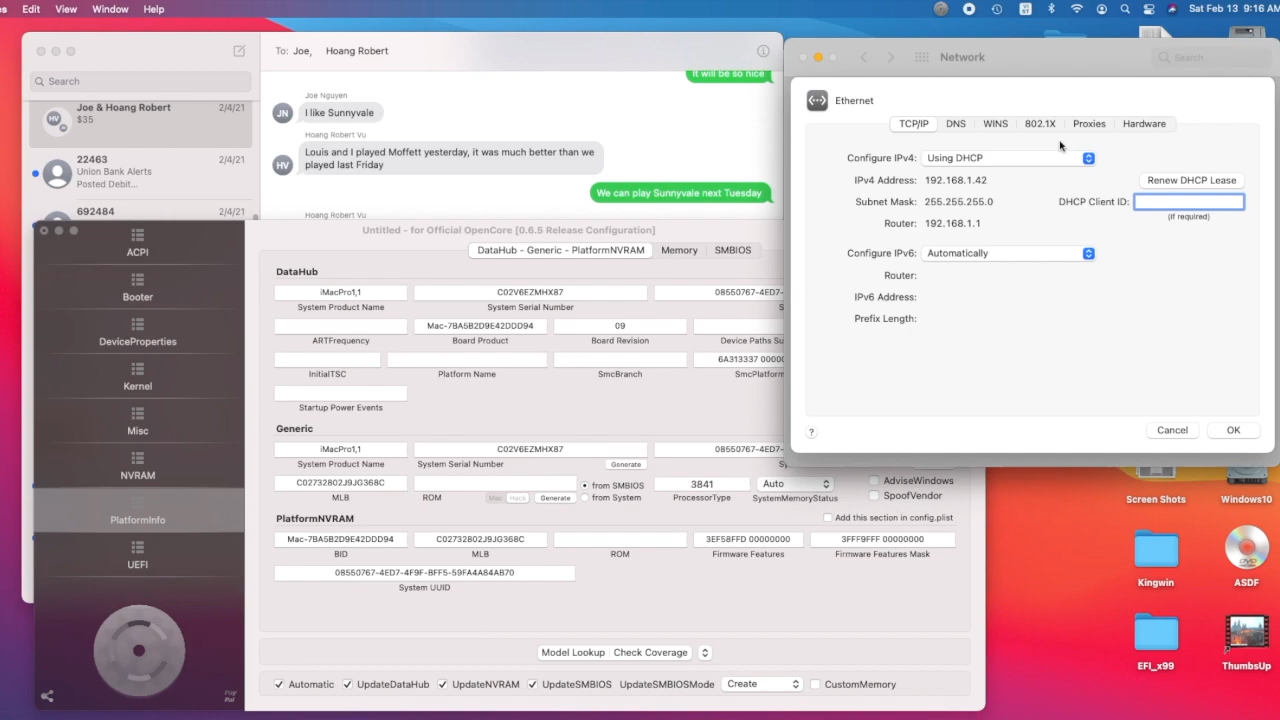 Edit View Window Help
Sat Feb 13 9:16 AM
Search
Joe & Hoang Robert 2/4/21
$35
22463 2/4/21
Union Bank Alerts
Posted Debit...
692484 2/4/21
To: Joe, Hoang Robert
It will be so nice
Joe Nguyen
JN I like Sunnyvale
Hoang Robert Vu
HV Louis and I played Moffett yesterday, it was much better than we
played last Friday
We can play Sunnyvale next Tuesday
Hoang Robert Vu
Network
Search
Ethernet
TCP/IP DNS WINS 802.1X Proxies Hardware
Configure IPv4: Using DHCP
IPv4 Address: 192.168.1.42 Renew DHCP Lease
Subnet Mask: 255.255.255.0 DHCP Client ID:
(If required)
Router: 192.168.1.1
Configure IPv6: Automatically
Router:
IPv6 Address:
Prefix Length:
? Cancel OK
ACPI
Booter
DeviceProperties
Kernel
Misc
NVRAM
PlatformInfo
UEFI
Pay
Pal
Untitled - for Official OpenCore [0.6.5 Release Configuration]
DataHub - Generic - PlatformNVRAM Memory SMBIOS
DataHub
iMacPro1,1 C02V6EZMHX87 08550767-4ED7-
System Product Name System Serial Number
Mac-7BA5B2D9E42DDD94 09
ARTFrequency Board Product Board Revision Device Paths Su
6A313337 0000
InitialTSC Platform Name SmcBranch SmcPlatform
Startup Power Events
Generic
iMacPro1,1 C02V6EZMHX87 08550767-4ED7-
System Product Name System Serial Number Generate
C02732802J9JG368C from SMBIOS 3841 Auto AdviseWindows
MLB ROM Mac Hack Generate from System ProcessorType SystemMemoryStatus SpoofVendor
PlatformNVRAM Add this section in config.plist
Mac-7BA5B2D9E42DDD94 C02732802J9JG368C 3EF58FFD 00000000 3FFF9FFF 00000000
BID MLB ROM Firmware Features Firmware Features Mask
08550767-4ED7-4F9F-BFF5-59FA4A84AB70
System UUID
Model Lookup Check Coverage
Automatic UpdateDataHub UpdateNVRAM UpdateSMBIOS UpdateSMBIOSMode Create CustomMemory
Screen Shots Windows10
Kingwin ASDF
EFI_x99 ThumbsUp